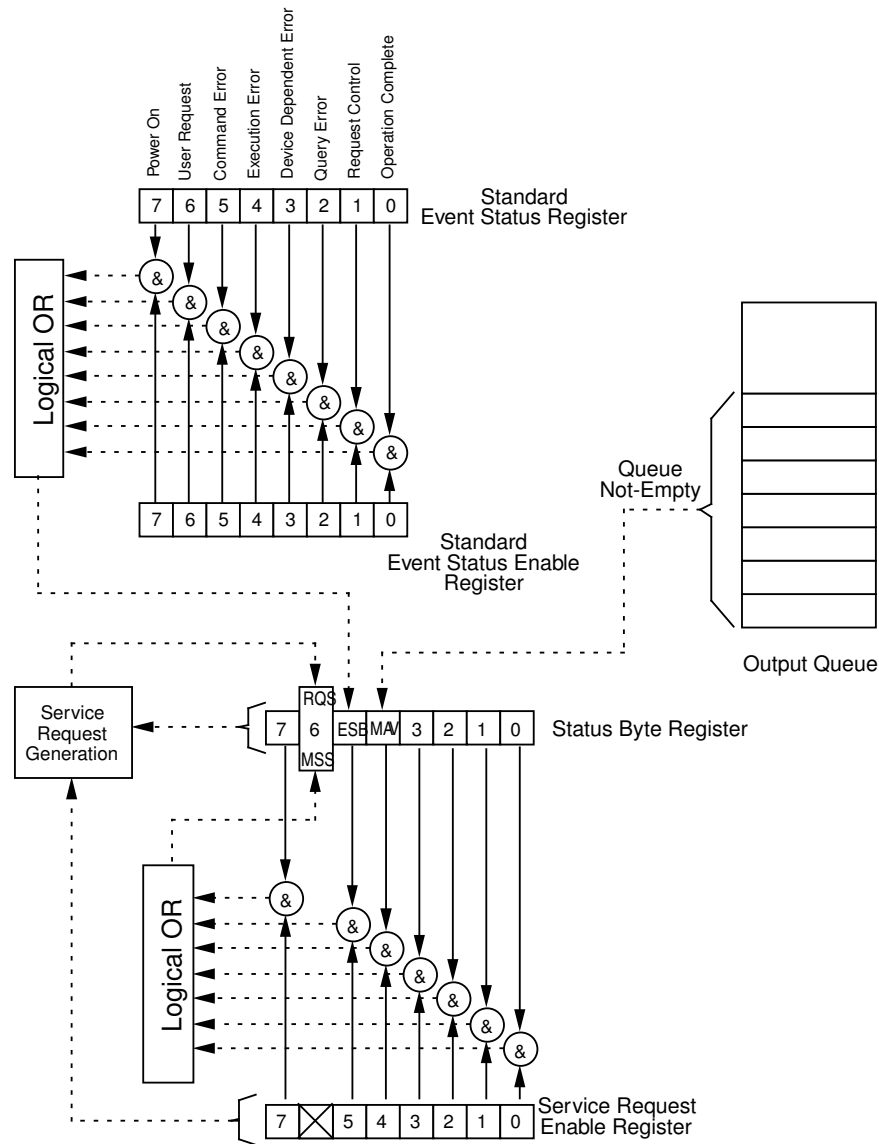 Power On
User Request
Command Error
Execution Error
Device Dependent Error
Query Error
Request Control
Operation Complete
7 6 5 4 3 2 1 0
Standard
Event Status Register
Logical OR
&
&
&
&
&
&
&
&
7 6 5 4 3 2 1 0
Standard
Event Status Enable
Register
Queue
Not-Empty
Output Queue
Service
Request
Generation
RQS
7 6 ESB MAV 3 2 1 0
MSS
Status Byte Register
Logical OR
&
&
&
&
&
&
&
7 5 4 3 2 1 0
Service Request
Enable Register